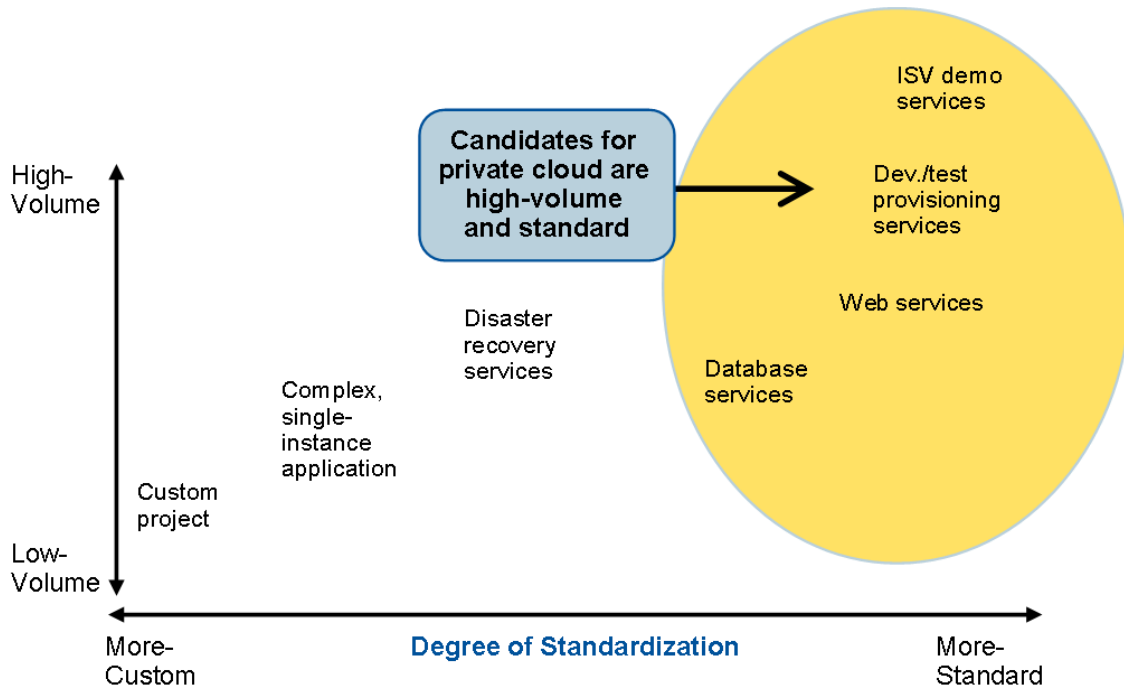 ISV demo
services
Candidates for
private cloud are
high-volume
and standard
High-
Volume
Dev./test
provisioning
services
Web services
Disaster
recovery
services
Database
services
Complex,
single-
instance
application
Custom
project
Low-
Volume
More-
Custom
Degree of Standardization
More-
Standard